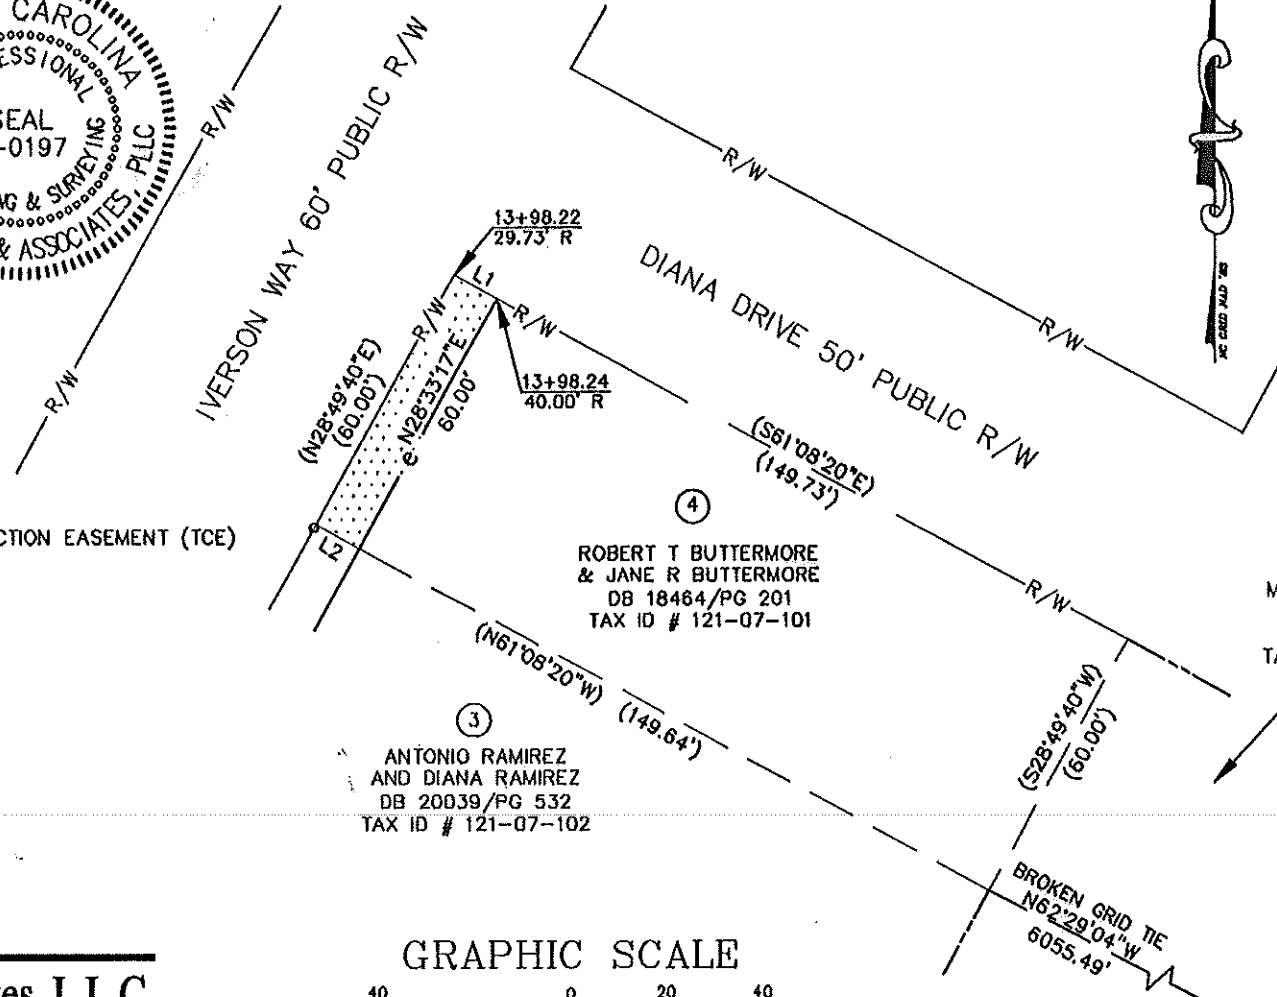 CAROLINA
ESSIONAL
SEAL
-0197
NG & SURVEYING
& ASSOCIATES, PLLC
R/W
R/W
IVERSON WAY 60' PUBLIC R/W
13+98.22
29.73' R
L1
R/W
R/W
(N28°49'40"E)
(60.00')
N28°33'17"E
60.00'
e
13+98.24
40.00' R
L2
R/W
R/W
DIANA DRIVE 50' PUBLIC R/W
(S61°08'20"E)
(149.73')
R/W
NC GRID
CTION EASEMENT (TCE)
4
ROBERT T BUTTERMORE
& JANE R BUTTERMORE
DB 18464/PG 201
TAX ID # 121-07-101
M
TA
(N61°08'20"W)
(149.64')
(S28°49'40"W)
(60.00')
3
ANTONIO RAMIREZ
AND DIANA RAMIREZ
DB 20039/PG 532
TAX ID # 121-07-102
BROKEN GRID TIE
N62°29'04"W
6055.49'
GRAPHIC SCALE
40 0 20 40
tes LLC